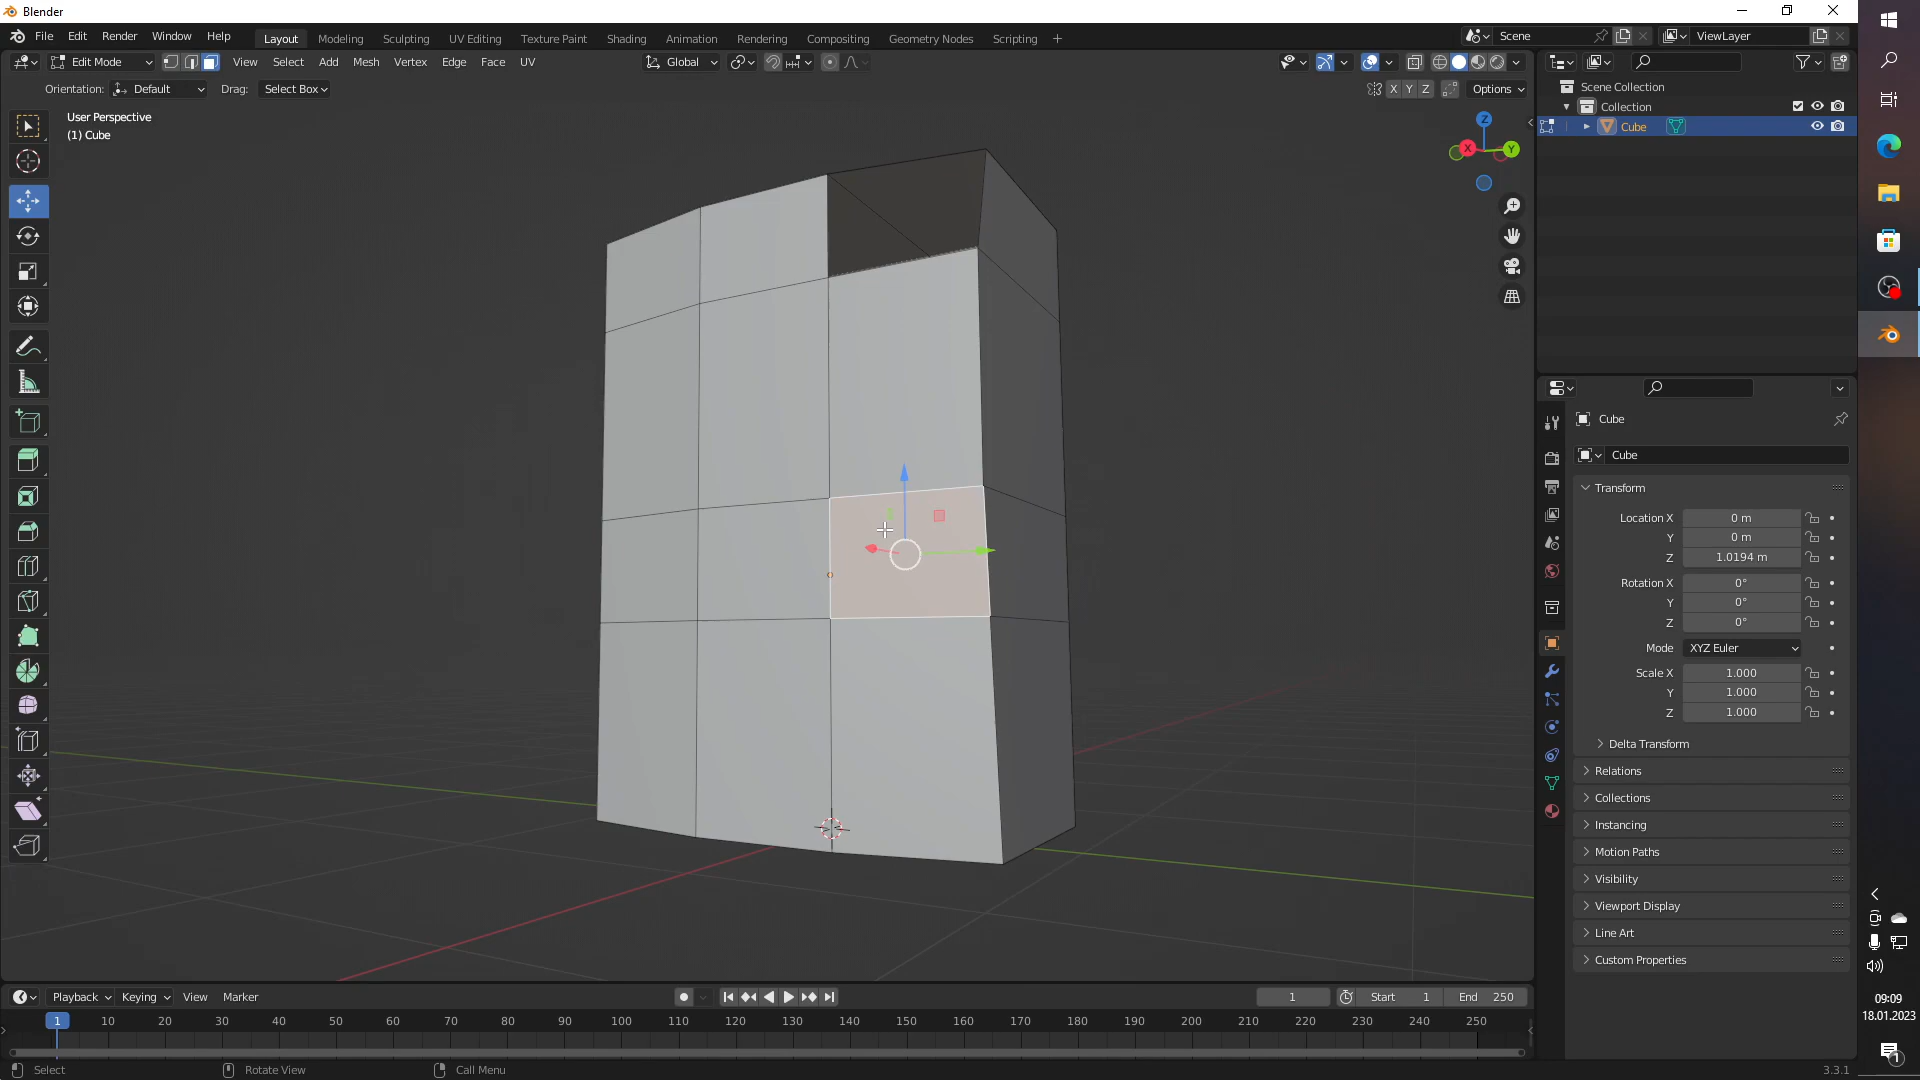 Blender
File Edit Render Window Help Layout Modeling Sculpting UV Editing Texture Paint Shading Animation Rendering Compositing Geometry Nodes Scripting + Scene ViewLayer
Edit Mode View Select Add Mesh Vertex Edge Face UV Global
Orientation: Default Drag: Select Box X Y Z Options
User Perspective
(1) Cube
Z
X
Y
Scene Collection
Collection
Cube
Cube
Cube
Transform
Location X 0 m
Y 0 m
Z 1.0194 m
Rotation X 0°
Y 0°
Z 0°
Mode XYZ Euler
Scale X 1.000
Y 1.000
Z 1.000
Delta Transform
Relations
Collections
Instancing
Motion Paths
Visibility
Viewport Display
Line Art
Custom Properties
Playback Keying View Marker 1 Start 1 End 250
1 10 20 30 40 50 60 70 80 90 100 110 120 130 140 150 160 170 180 190 200 210 220 230 240 250
Select Rotate View Call Menu 3.3.1
09:09
18.01.2023
1